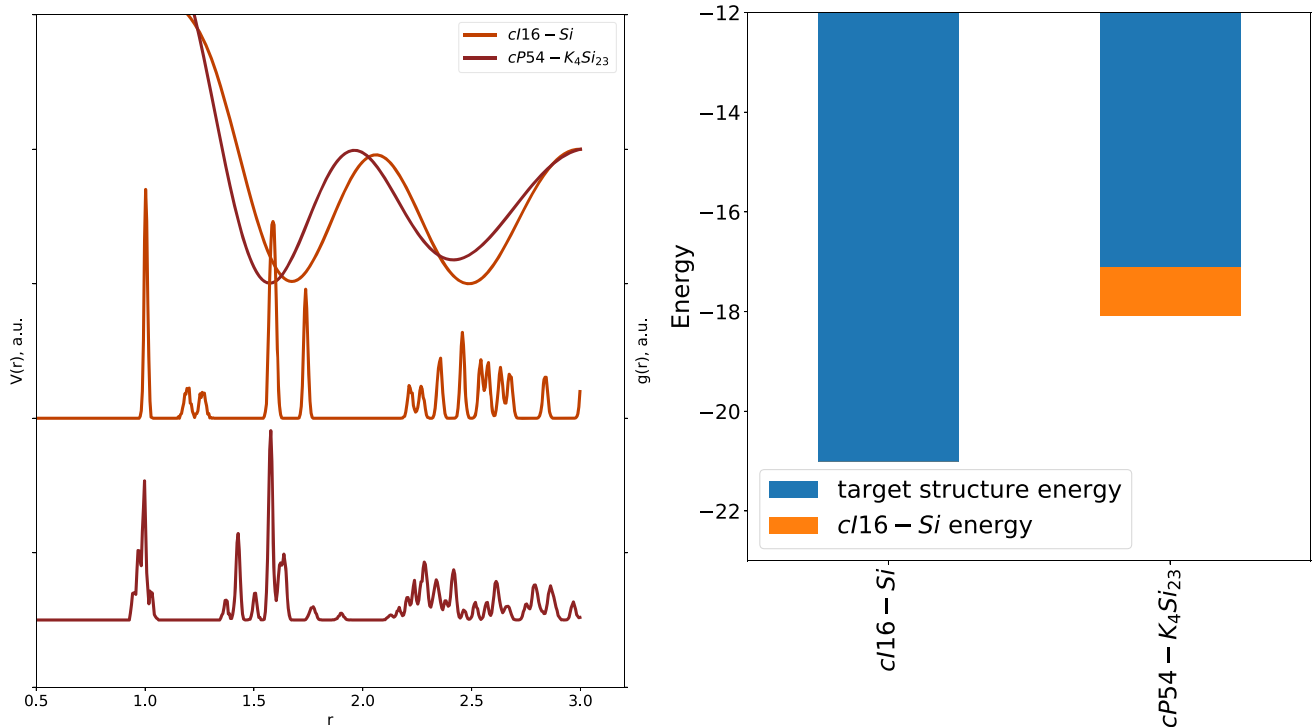 cI16 − Si
cP54 − K₄Si₂₃
V(r), a.u.
g(r), a.u.
0.5 1.0 1.5 2.0 2.5 3.0
r
−12
−14
−16
−18
−20
−22
Energy
target structure energy
cI16 − Si energy
cI16 − Si
cP54 − K₄Si₂₃